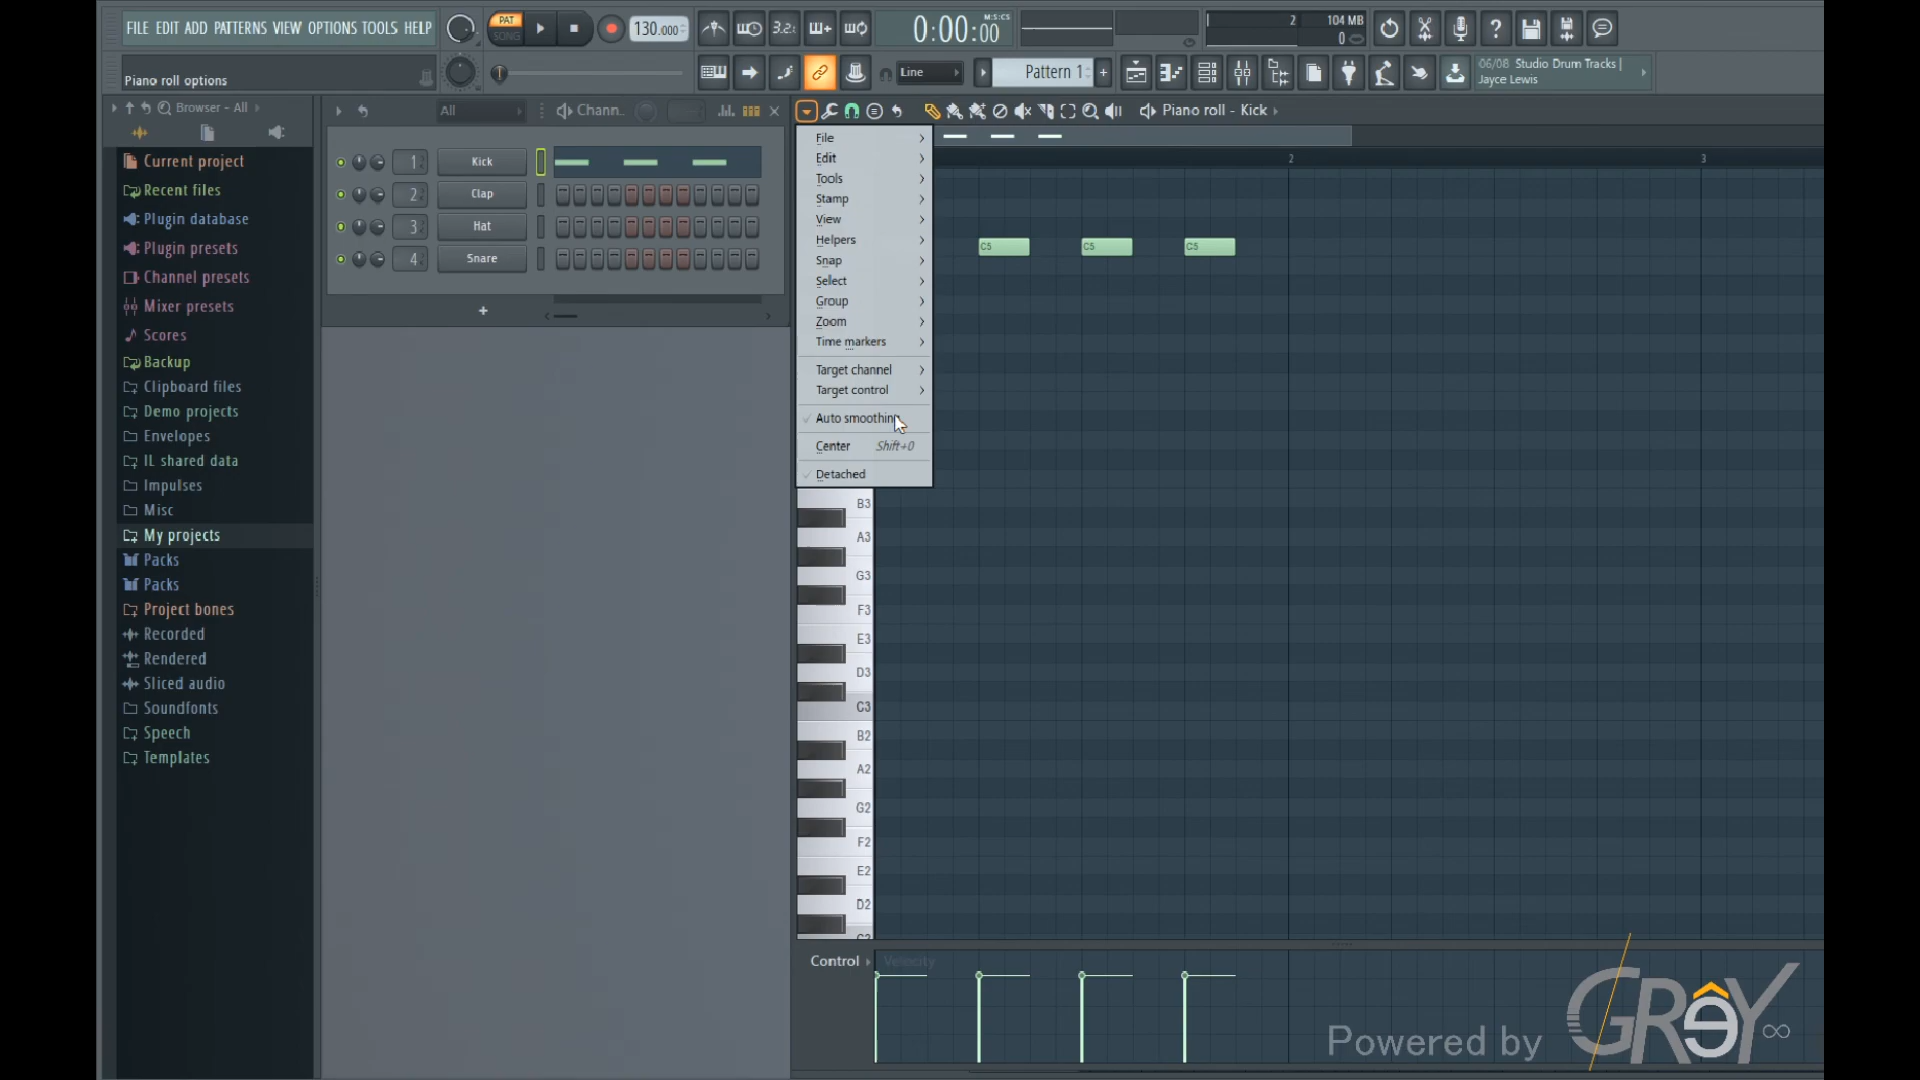 FILE EDIT ADD PATTERNS VIEW OPTIONS TOOLS HELP
PAT
SONG
130.000
3.2
0:00:00
M:S:CS
2
104 MB
0
Piano roll options
Line
Pattern 1
+
06/08 Studio Drum Tracks |
Jayce Lewis
Browser - All
Current project
Recent files
Plugin database
Plugin presets
Channel presets
Mixer presets
Scores
Backup
Clipboard files
Demo projects
Envelopes
IL shared data
Impulses
Misc
My projects
Packs
Packs
Project bones
Recorded
Rendered
Sliced audio
Soundfonts
Speech
Templates
All
Chann..
1 Kick
2 Clap
3 Hat
4 Snare
+
Piano roll - Kick
File
Edit
Tools
Stamp
View
Helpers
Snap
Select
Group
Zoom
Time markers
Target channel
Target control
Auto smoothing
Center Shift+0
Detached
2
3
C5
C5
C5
B3
A3
G3
F3
E3
D3
C3
B2
A2
G2
F2
E2
D2
C2
Control
Velocity
Powered by GRêY ∞